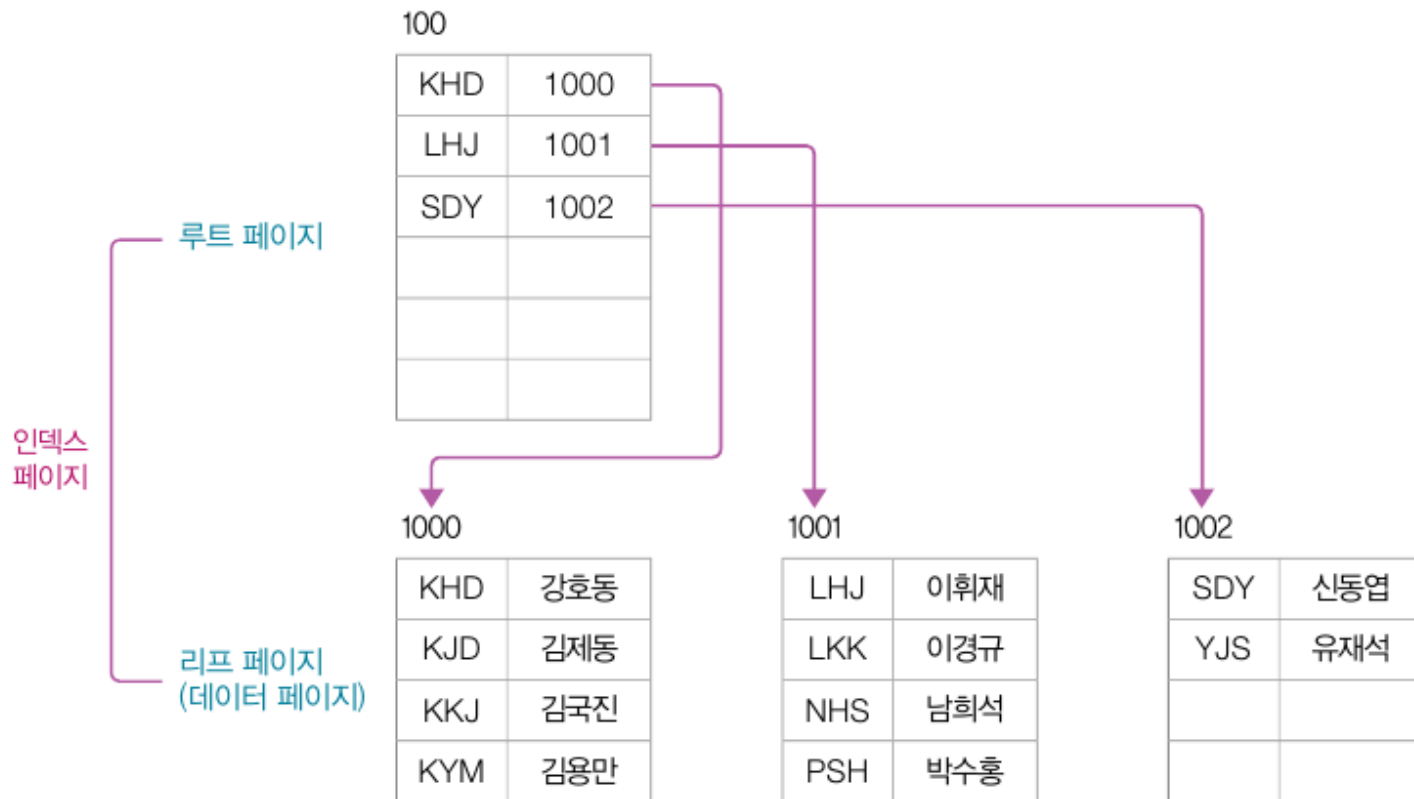 100
KHD 1000
LHJ 1001
SDY 1002
루트 페이지
인덱스
페이지
1000 1001 1002
KHD 강호동 LHJ 이휘재 SDY 신동엽
KJD 김제동 LKK 이경규 YJS 유재석
리프 페이지
(데이터 페이지)
KKJ 김국진 NHS 남희석
KYM 김용만 PSH 박수홍